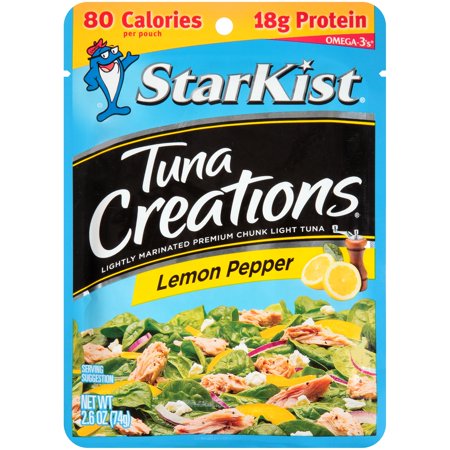 80 Calories
per pouch
18g Protein
OMEGA-3's*
StarKist®
Tuna
Creations®
LIGHTLY MARINATED PREMIUM CHUNK LIGHT TUNA
Lemon Pepper
SERVING
SUGGESTION
NET WT
2.6 OZ (74g)